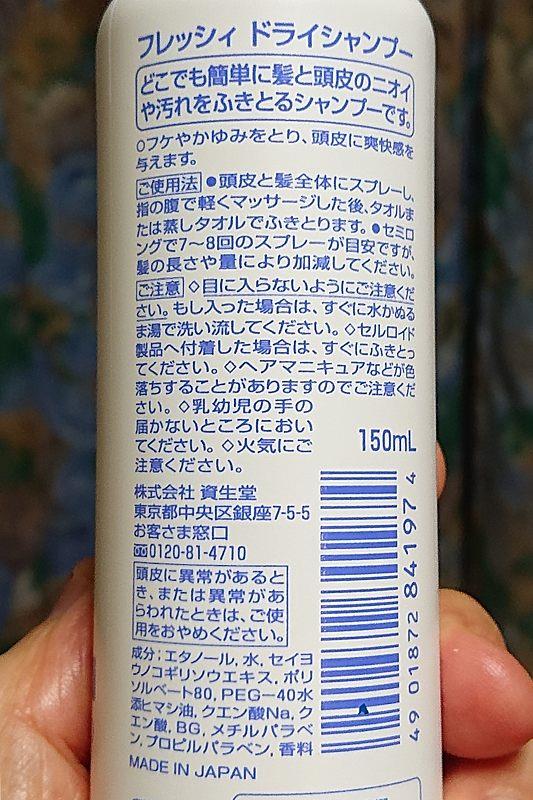 フレッシィ ドライシャンプー
どこでも簡単に髪と頭皮のニオイ
や汚れをふきとるシャンプーです。
○フケやかゆみをとり、頭皮に爽快感を
与えます。
ご使用法 ●頭皮と髪全体にスプレーし、
指の腹で軽くマッサージした後、タオルま
たは蒸しタオルでふきとります。●セミロ
ングで7〜8回のスプレーが目安ですが、
髪の長さや量により加減してください。
ご注意 ◇目に入らないようにご注意くだ
さい。もし入った場合は、すぐに水かぬる
ま湯で洗い流してください。◇セルロイド
製品へ付着した場合は、すぐにふきとっ
てください。◇ヘアマニキュアなどが色
落ちすることがありますのでご注意くだ
さい。◇乳幼児の手の
届かないところにおい
てください。◇火気にご
注意ください。
150mL
株式会社 資生堂
東京都中央区銀座7-5-5
お客さま窓口
0120-81-4710
頭皮に異常があるとき
き、または異常があ
らわれたときは、ご使
用をおやめください。
成分;エタノール, 水, セイヨ
ウノコギリソウエキス, ポリ
ソルベート80, PEG-40水
添ヒマシ油, クエン酸Na, ク
エン酸, BG, メチルパラベ
ン, プロピルパラベン, 香料
MADE IN JAPAN
4 901872 841974